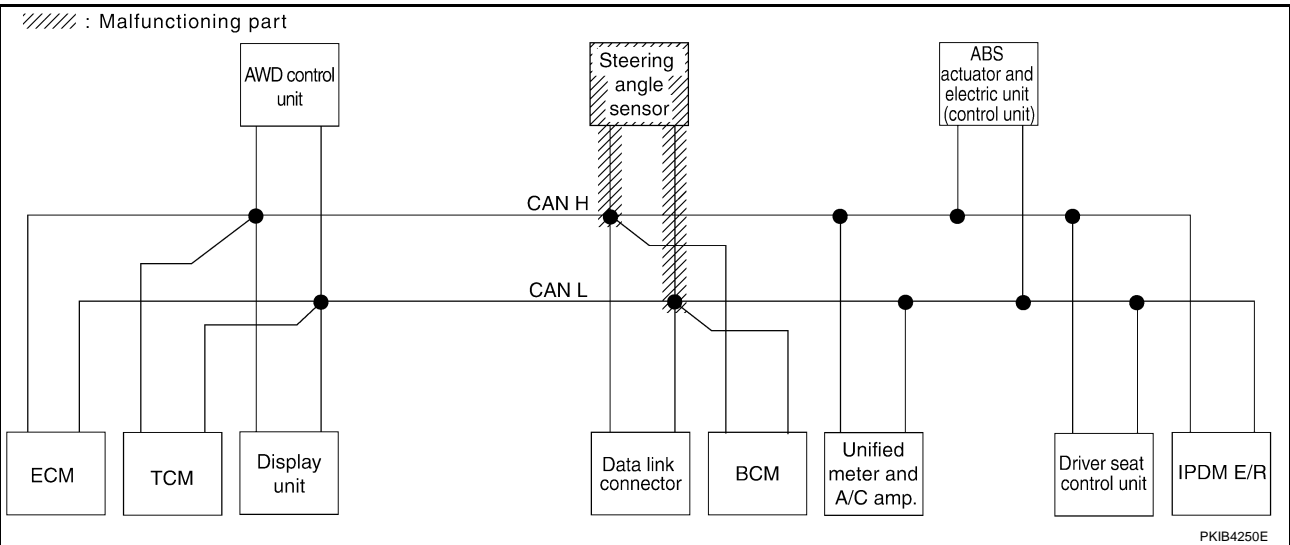 : Malfunctioning part
AWD control
unit
Steering
angle
sensor
ABS
actuator and
electric unit
(control unit)
CAN H
CAN L
ECM
TCM
Display
unit
Data link
connector
BCM
Unified
meter and
A/C amp.
Driver seat
control unit
IPDM E/R
PKIB4250E